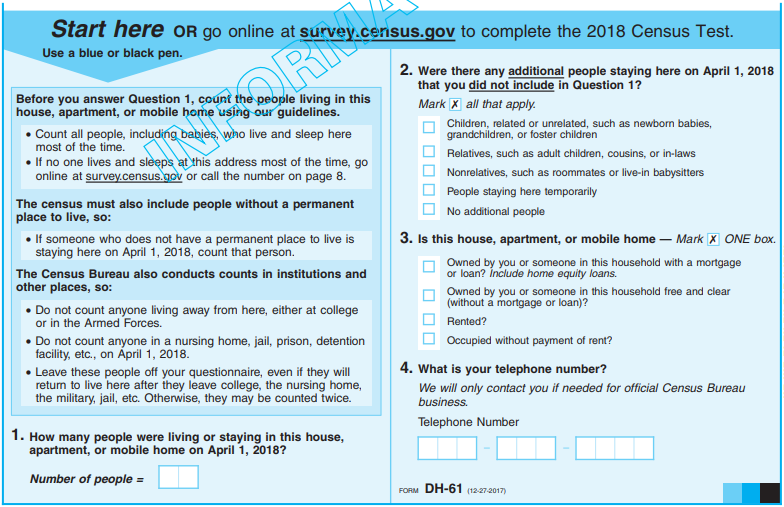 Start here OR go online at survey.census.gov to complete the 2018 Census Test.
Use a blue or black pen.
INFORMA
Before you answer Question 1, count the people living in this
house, apartment, or mobile home using our guidelines.
• Count all people, including babies, who live and sleep here
most of the time.
• If no one lives and sleeps at this address most of the time, go
online at survey.census.gov or call the number on page 8.
The census must also include people without a permanent
place to live, so:
• If someone who does not have a permanent place to live is
staying here on April 1, 2018, count that person.
The Census Bureau also conducts counts in institutions and
other places, so:
• Do not count anyone living away from here, either at college
or in the Armed Forces.
• Do not count anyone in a nursing home, jail, prison, detention
facility, etc., on April 1, 2018.
• Leave these people off your questionnaire, even if they will
return to live here after they leave college, the nursing home,
the military, jail, etc. Otherwise, they may be counted twice.
1. How many people were living or staying in this house,
apartment, or mobile home on April 1, 2018?
Number of people =
2. Were there any additional people staying here on April 1, 2018
that you did not include in Question 1?
Mark X all that apply.
Children, related or unrelated, such as newborn babies,
grandchildren, or foster children
Relatives, such as adult children, cousins, or in-laws
Nonrelatives, such as roommates or live-in babysitters
People staying here temporarily
No additional people
3. Is this house, apartment, or mobile home — Mark X ONE box.
Owned by you or someone in this household with a mortgage
or loan? Include home equity loans.
Owned by you or someone in this household free and clear
(without a mortgage or loan)?
Rented?
Occupied without payment of rent?
4. What is your telephone number?
We will only contact you if needed for official Census Bureau
business.
Telephone Number
– –
FORM DH-61 (12-27-2017)